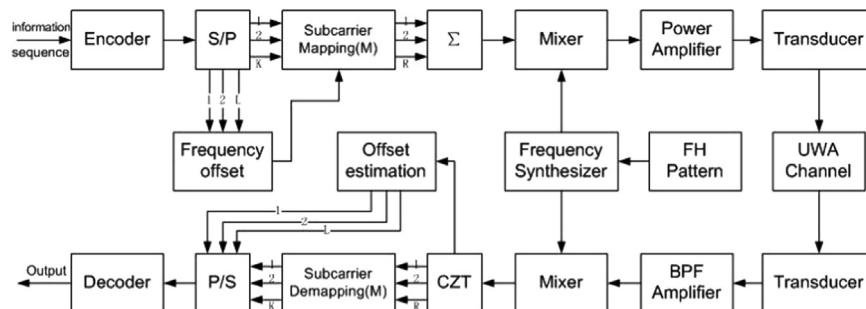 information
sequence
Encoder
S/P
1
2
K
Subcarrier
Mapping(M)
1
2
R
Σ
Mixer
Power
Amplifier
Transducer
1
2
L
Frequency
offset
Offset
estimation
Frequency
Synthesizer
FH
Pattern
UWA
Channel
1
2
L
Output
Decoder
P/S
1
2
K
Subcarrier
Demapping(M)
1
2
R
CZT
Mixer
BPF
Amplifier
Transducer